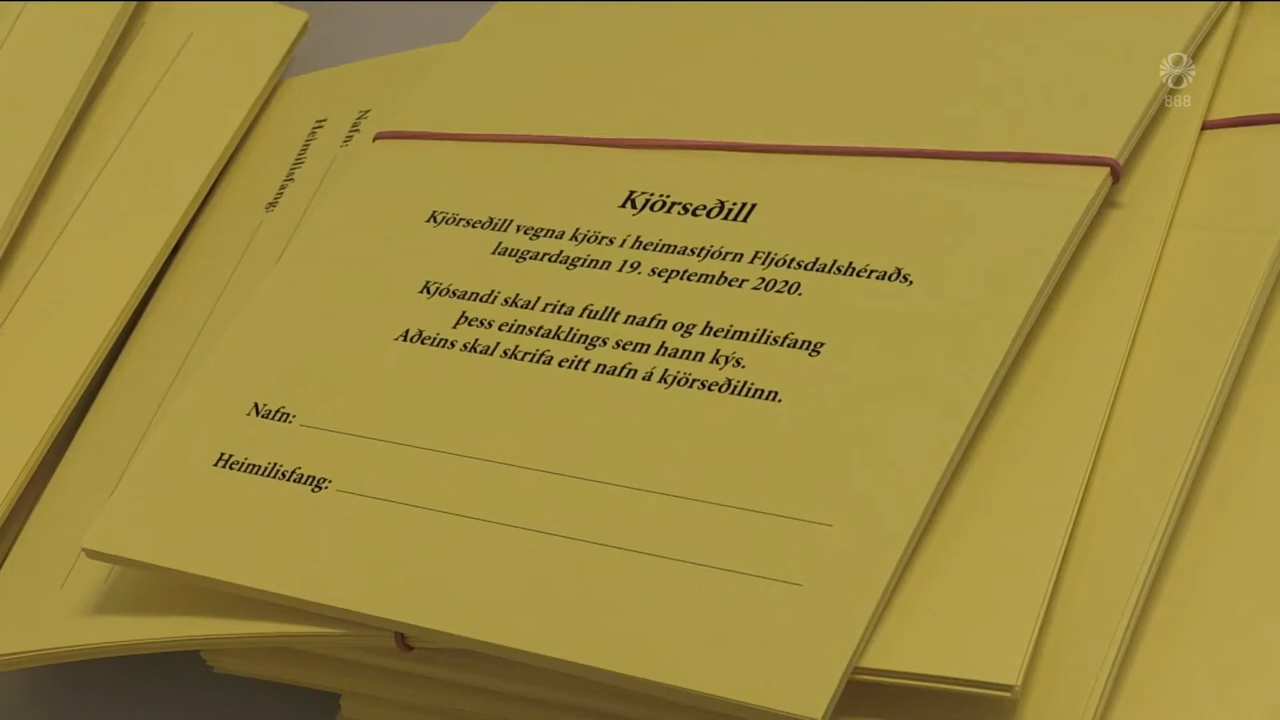 888
Nafn:
Heimilisfang:
Kjörseðill
Kjörseðill vegna kjörs í heimastjórn Fljótsdalshéraðs,
laugardaginn 19. september 2020.
Kjósandi skal rita fullt nafn og heimilisfang
þess einstaklings sem hann kýs.
Aðeins skal skrifa eitt nafn á kjörseðilinn.
Nafn:
Heimilisfang: